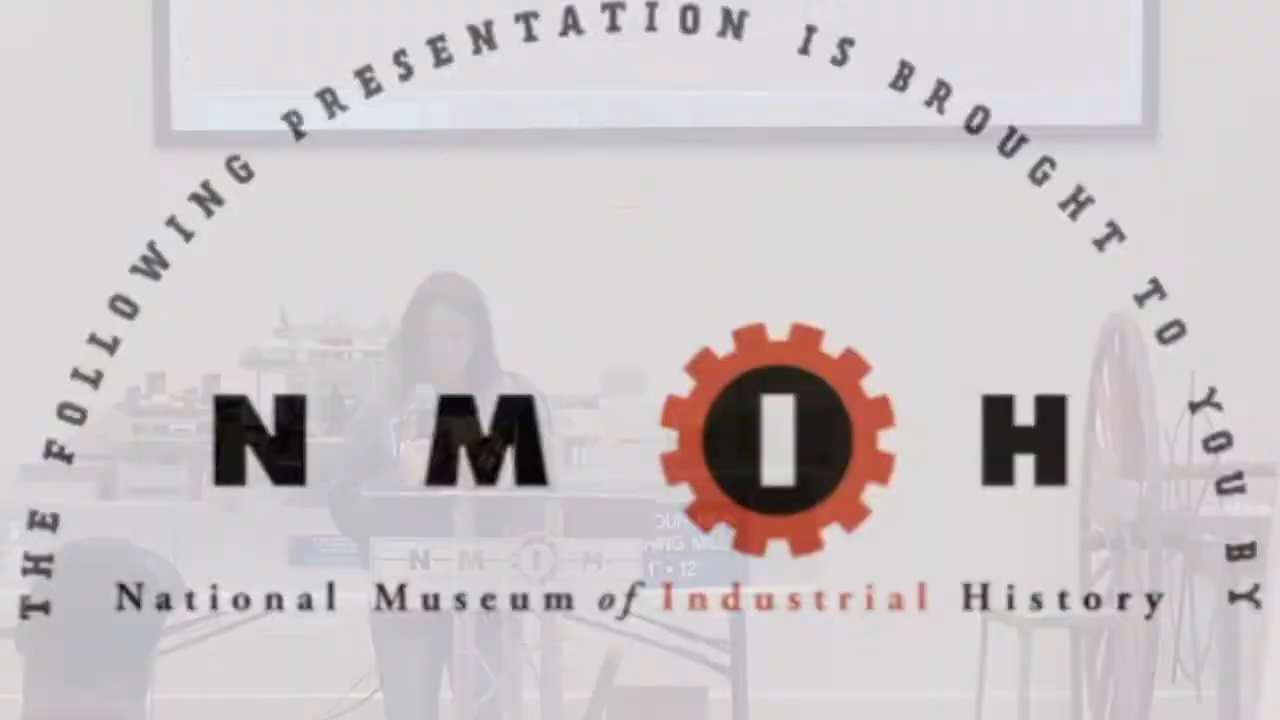 THE FOLLOWING PRESENTATION IS BROUGHT TO YOU BY
N M I H
National Museum of Industrial History
N M I H